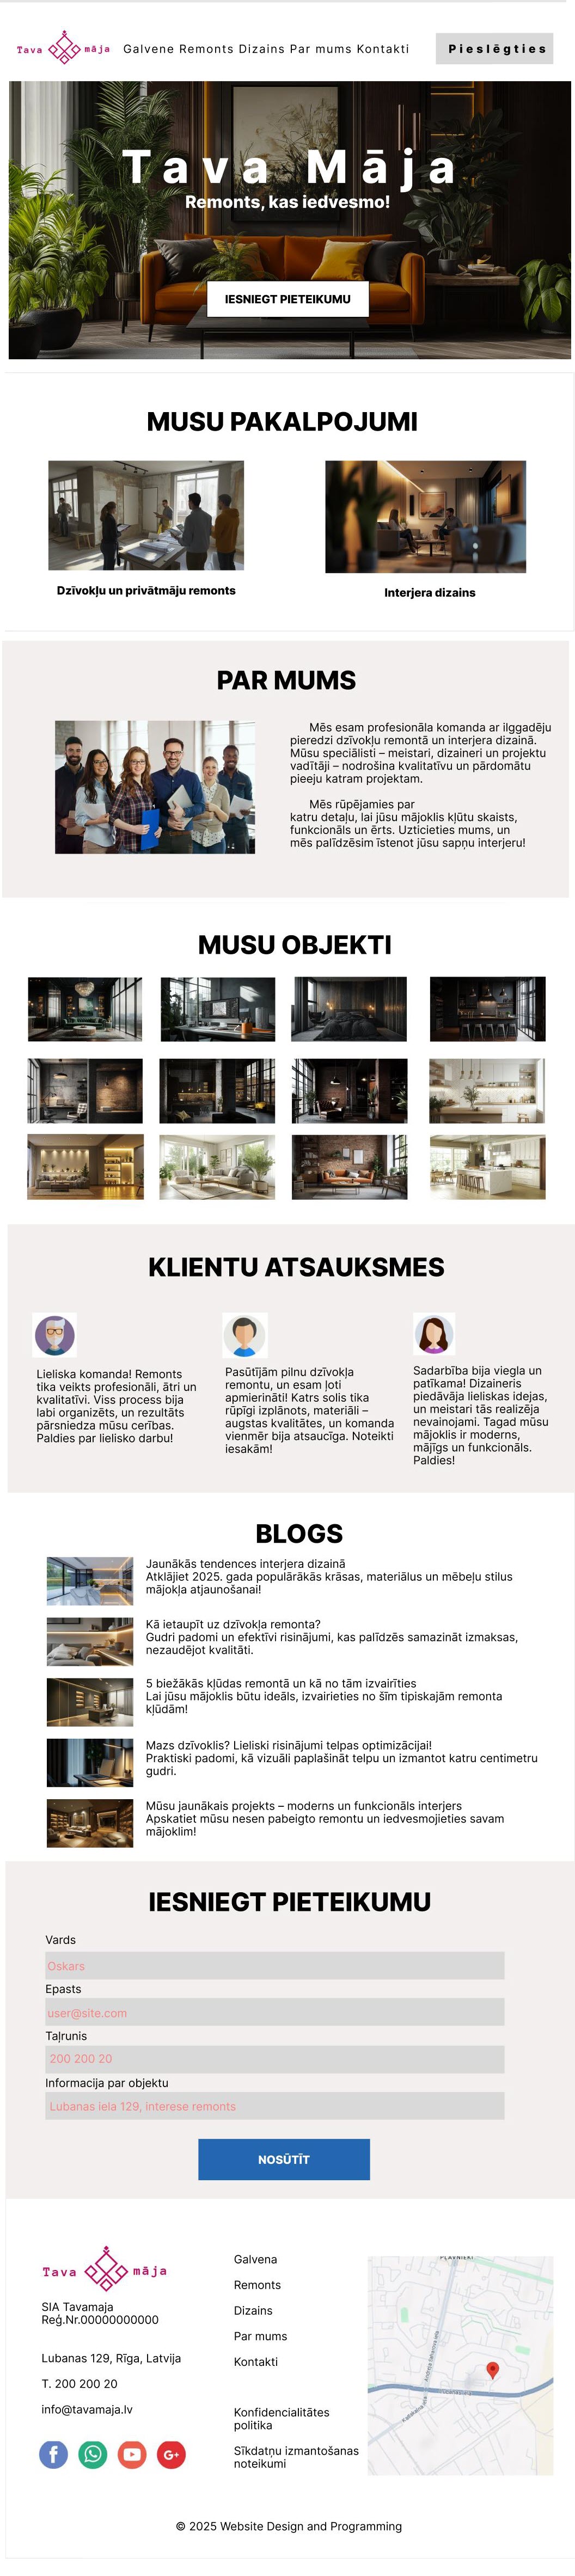 Tava māja
Galvene Remonts Dizains Par mums Kontakti
Pieslēgties
Tava Māja
Remonts, kas iedvesmo!
IESNIEGT PIETEIKUMU
MUSU PAKALPOJUMI
Dzīvokļu un privātmāju remonts
Interjera dizains
PAR MUMS
Mēs esam profesionāla komanda ar ilggadēju
pieredzi dzīvokļu remontā un interjera dizainā.
Mūsu speciālisti – meistari, dizaineri un projektu
vadītāji – nodrošina kvalitatīvu un pārdomātu
pieeju katram projektam.
Mēs rūpējamies par
katru detaļu, lai jūsu mājoklis kļūtu skaists,
funkcionāls un ērts. Uzticieties mums, un
mēs palīdzēsim īstenot jūsu sapņu interjeru!
MUSU OBJEKTI
KLIENTU ATSAUKSMES
Lieliska komanda! Remonts
tika veikts profesionāli, ātri un
kvalitatīvi. Viss process bija
labi organizēts, un rezultāts
pārsniedza mūsu cerības.
Paldies par lielisko darbu!
Pasūtījām pilnu dzīvokļa
remontu, un esam ļoti
apmierināti! Katrs solis tika
rūpīgi izplānots, materiāli –
augstas kvalitātes, un komanda
vienmēr bija atsaucīga. Noteikti
iesakām!
Sadarbība bija viegla un
patīkama! Dizaineris
piedāvāja lieliskas idejas,
un meistari tās realizēja
nevainojami. Tagad mūsu
mājoklis ir moderns,
mājīgs un funkcionāls.
Paldies!
BLOGS
Jaunākās tendences interjera dizainā
Atklājiet 2025. gada populārākās krāsas, materiālus un mēbeļu stilus
mājokļa atjaunošanai!
Kā ietaupīt uz dzīvokļa remonta?
Gudri padomi un efektīvi risinājumi, kas palīdzēs samazināt izmaksas,
nezaudējot kvalitāti.
5 biežākās kļūdas remontā un kā no tām izvairīties
Lai jūsu mājoklis būtu ideāls, izvairieties no šīm tipiskajām remonta
kļūdām!
Mazs dzīvoklis? Lieliski risinājumi telpas optimizācijai!
Praktiski padomi, kā vizuāli paplašināt telpu un izmantot katru centimetru
gudri.
Mūsu jaunākais projekts – moderns un funkcionāls interjers
Apskatiet mūsu nesen pabeigto remontu un iedvesmojieties savam
mājoklim!
IESNIEGT PIETEIKUMU
Vards
Oskars
Epasts
user@site.com
Taļrunis
200 200 20
Informacija par objektu
Lubanas iela 129, interese remonts
NOSŪTĪT
Tava māja
SIA Tavamaja
Reģ.Nr.00000000000
Lubanas 129, Rīga, Latvija
T. 200 200 20
info@tavamaja.lv
Galvena
Remonts
Dizains
Par mums
Kontakti
Konfidencialitātes
politika
Sīkdatņu izmantošanas
noteikumi
PĻAVNIEKI
© 2025 Website Design and Programming